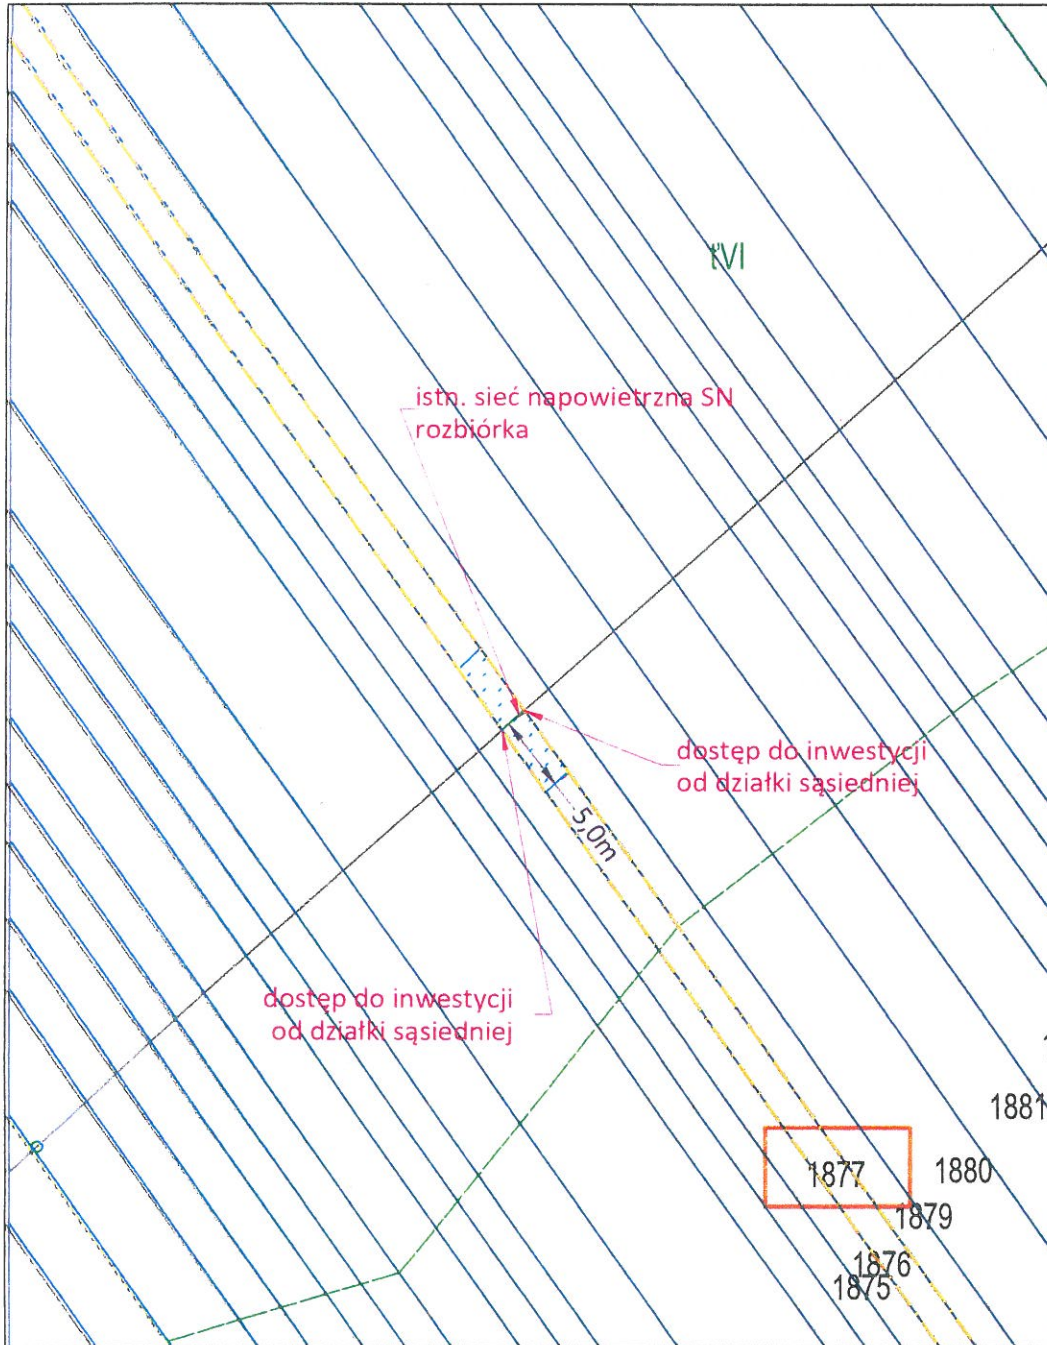 ŁVI
istn. sieć napowietrzna SN
rozbiórka
dostęp do inwestycji
od działki sąsiedniej
5,0m
dostęp do inwestycji
od działki sąsiedniej
1881
1877
1880
1879
1876
1875